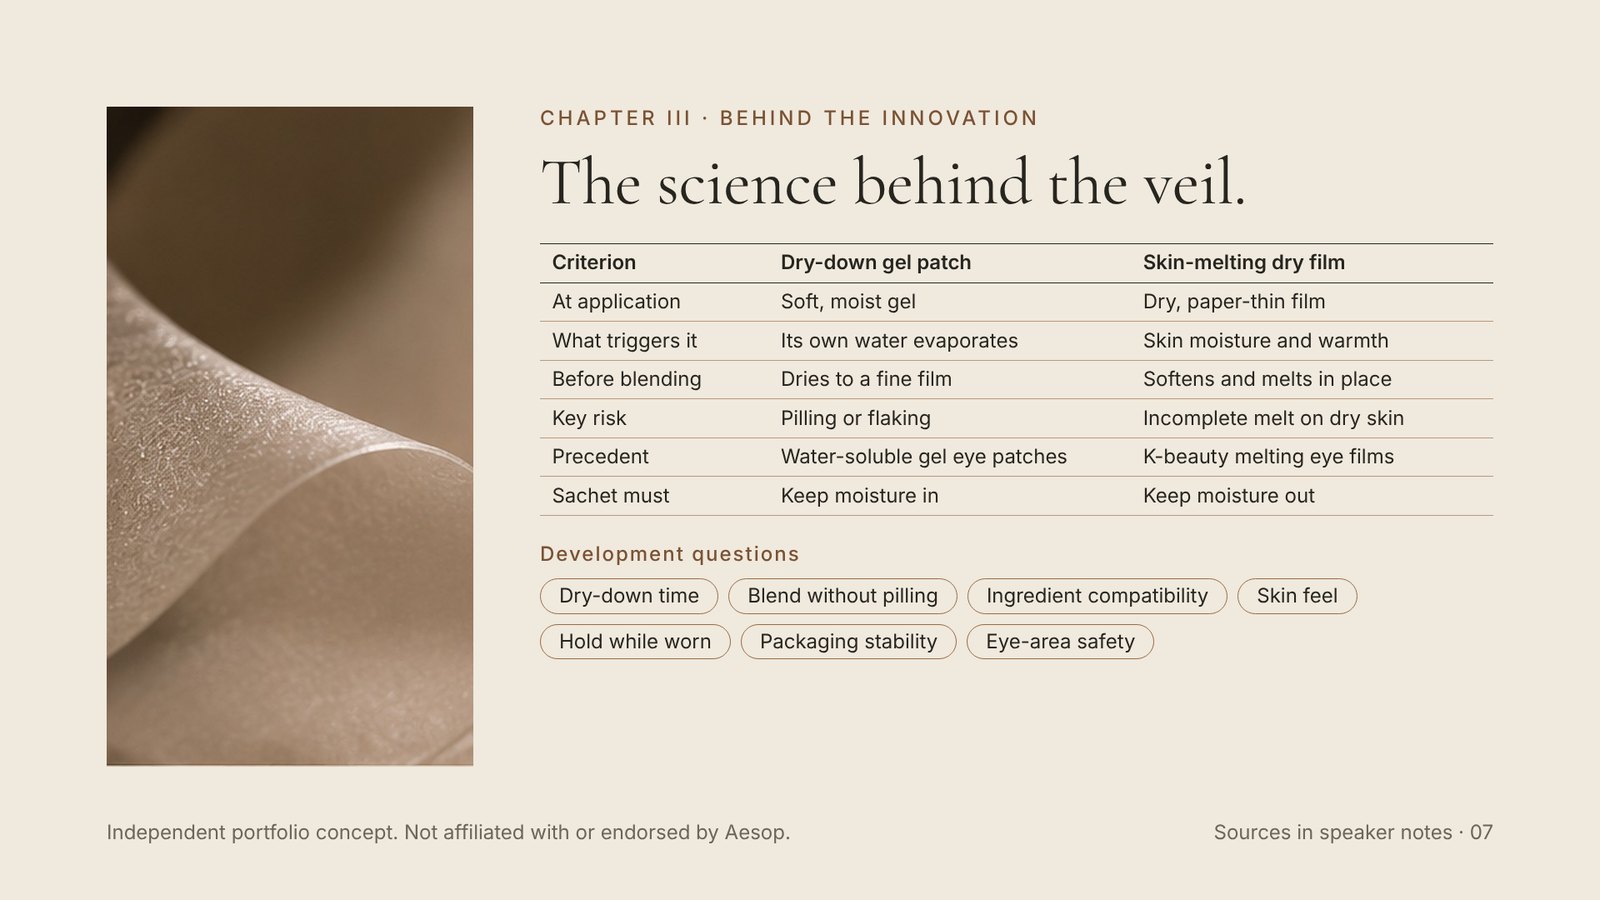 CHAPTER III · BEHIND THE INNOVATION
The science behind the veil.
Criterion Dry-down gel patch Skin-melting dry film
At application Soft, moist gel Dry, paper-thin film
What triggers it Its own water evaporates Skin moisture and warmth
Before blending Dries to a fine film Softens and melts in place
Key risk Pilling or flaking Incomplete melt on dry skin
Precedent Water-soluble gel eye patches K-beauty melting eye films
Sachet must Keep moisture in Keep moisture out
Development questions
Dry-down time Blend without pilling Ingredient compatibility Skin feel
Hold while worn Packaging stability Eye-area safety
Independent portfolio concept. Not affiliated with or endorsed by Aesop. Sources in speaker notes · 07